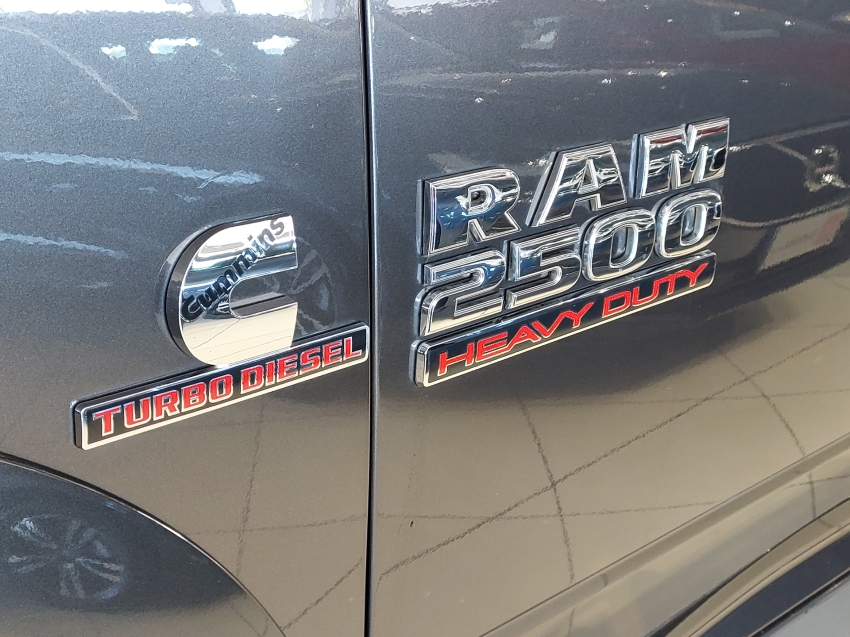 cummins
TURBO DIESEL
RAM
2500
HEAVY DUTY